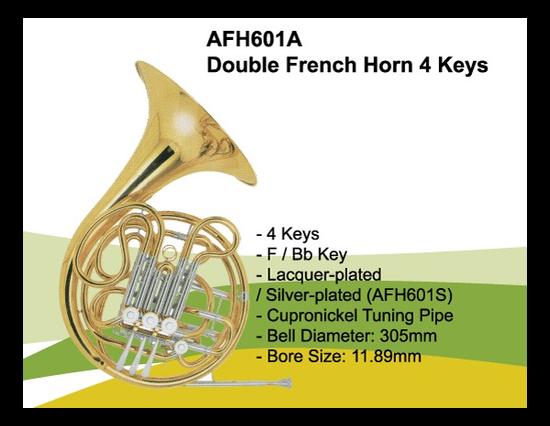 AFH601A
Double French Horn 4 Keys
- 4 Keys
- F / Bb Key
- Lacquer-plated
/ Silver-plated (AFH601S)
- Cupronickel Tuning Pipe
- Bell Diameter: 305mm
- Bore Size: 11.89mm